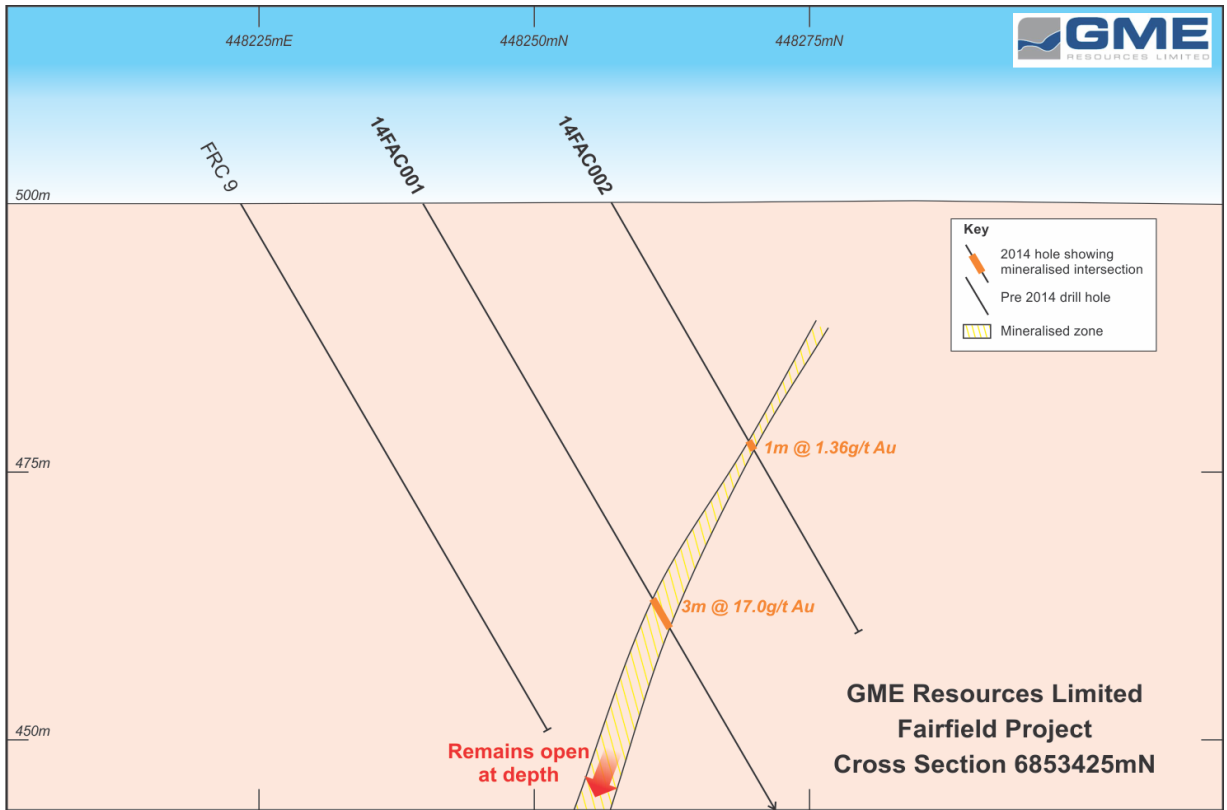 448225mE
448250mN
448275mN
GME
RESOURCES LIMITED
FRC 9
14FAC001
14FAC002
500m
Key
2014 hole showing
mineralised intersection
Pre 2014 drill hole
Mineralised zone
475m
1m @ 1.36g/t Au
3m @ 17.0g/t Au
450m
Remains open
at depth
GME Resources Limited
Fairfield Project
Cross Section 6853425mN